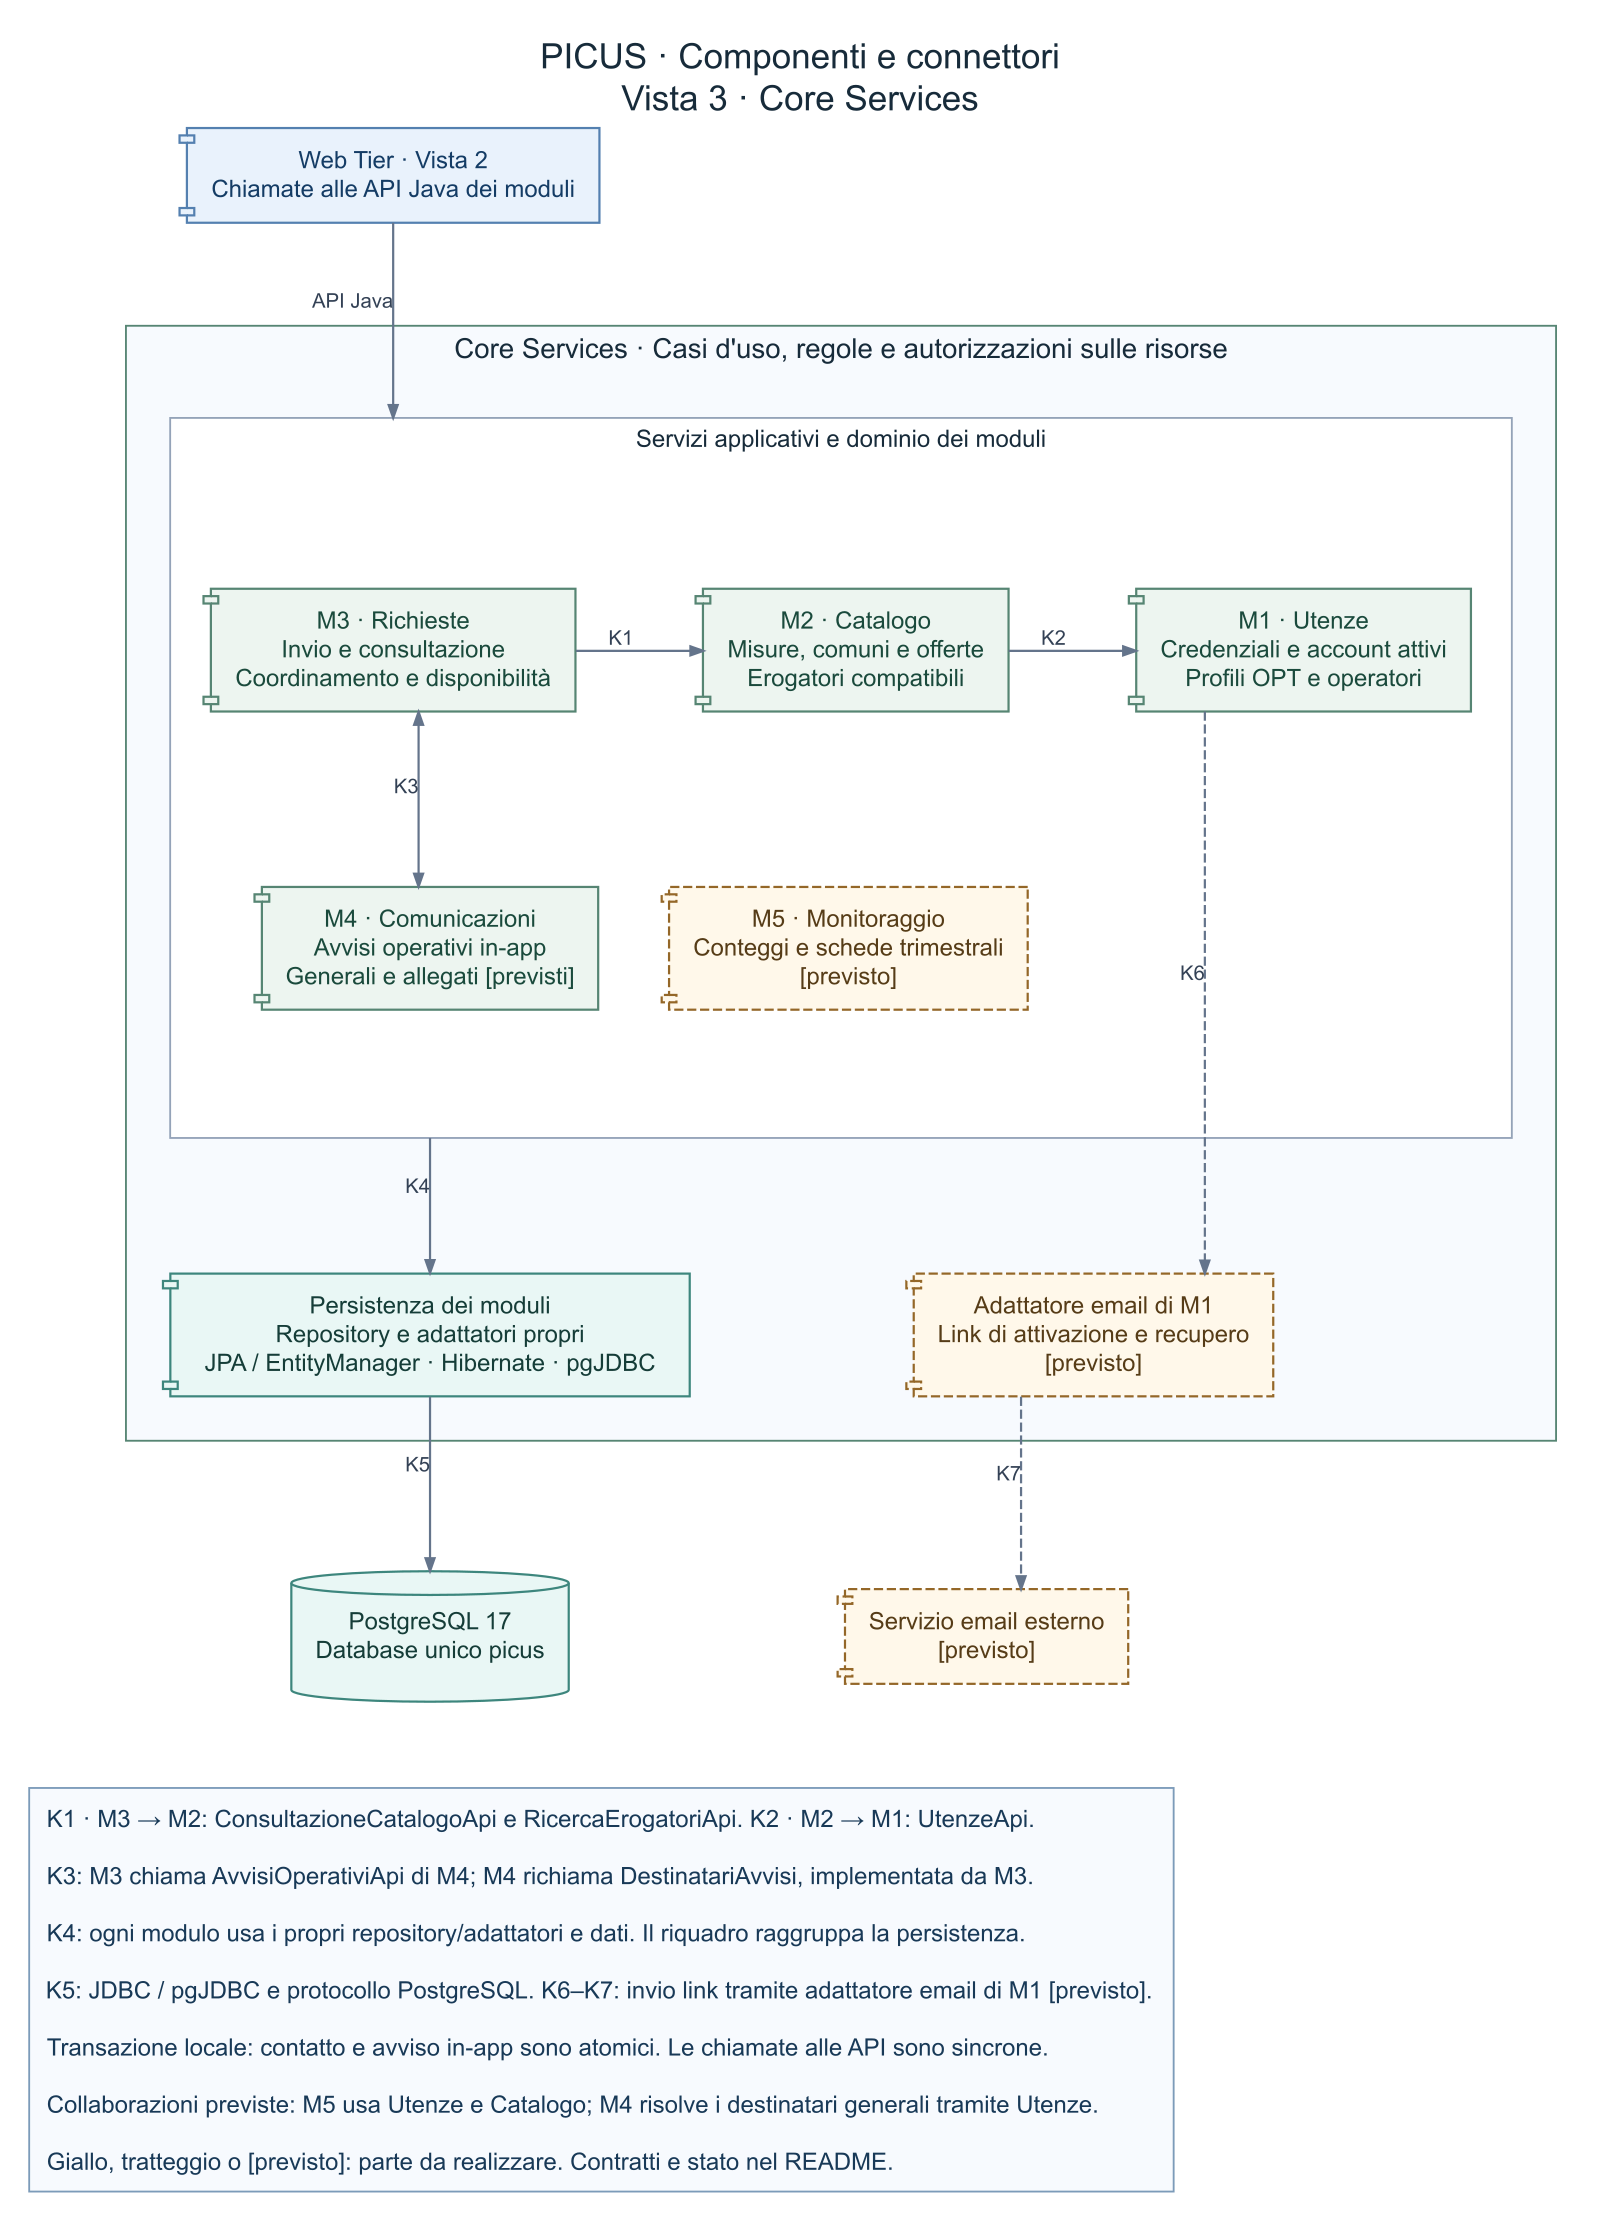 PICUS · Componenti e connettori
Vista 3 · Core Services
Web Tier · Vista 2
Chiamate alle API Java dei moduli
API Java
Core Services · Casi d'uso, regole e autorizzazioni sulle risorse
Servizi applicativi e dominio dei moduli
M3 · Richieste
Invio e consultazione
Coordinamento e disponibilità
K1
M2 · Catalogo
Misure, comuni e offerte
Erogatori compatibili
K2
M1 · Utenze
Credenziali e account attivi
Profili OPT e operatori
K3
M4 · Comunicazioni
Avvisi operativi in-app
Generali e allegati [previsti]
M5 · Monitoraggio
Conteggi e schede trimestrali
[previsto]
K6
K4
Persistenza dei moduli
Repository e adattatori propri
JPA / EntityManager · Hibernate · pgJDBC
Adattatore email di M1
Link di attivazione e recupero
[previsto]
K5
K7
PostgreSQL 17
Database unico picus
Servizio email esterno
[previsto]
K1 · M3 → M2: ConsultazioneCatalogoApi e RicercaErogatoriApi. K2 · M2 → M1: UtenzeApi.
K3: M3 chiama AvvisiOperativiApi di M4; M4 richiama DestinatariAvvisi, implementata da M3.
K4: ogni modulo usa i propri repository/adattatori e dati. Il riquadro raggruppa la persistenza.
K5: JDBC / pgJDBC e protocollo PostgreSQL. K6–K7: invio link tramite adattatore email di M1 [previsto].
Transazione locale: contatto e avviso in-app sono atomici. Le chiamate alle API sono sincrone.
Collaborazioni previste: M5 usa Utenze e Catalogo; M4 risolve i destinatari generali tramite Utenze.
Giallo, tratteggio o [previsto]: parte da realizzare. Contratti e stato nel README.